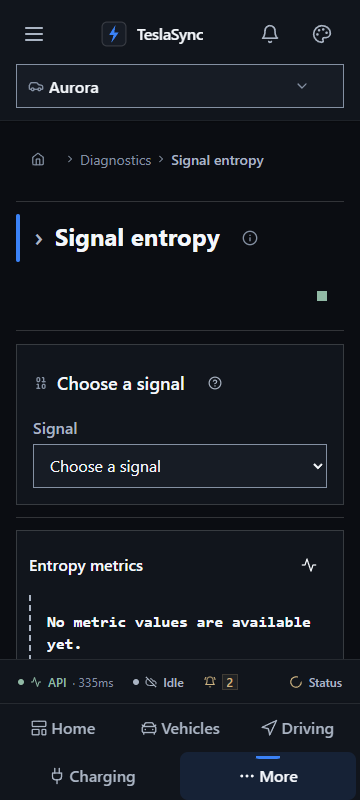 TeslaSync
Aurora
Diagnostics
Signal entropy
Signal entropy
Choose a signal
Signal
Choose a signal
Entropy metrics
No metric values are available
yet.
API · 335ms
Idle
2
Status
Home
Vehicles
Driving
Charging
More